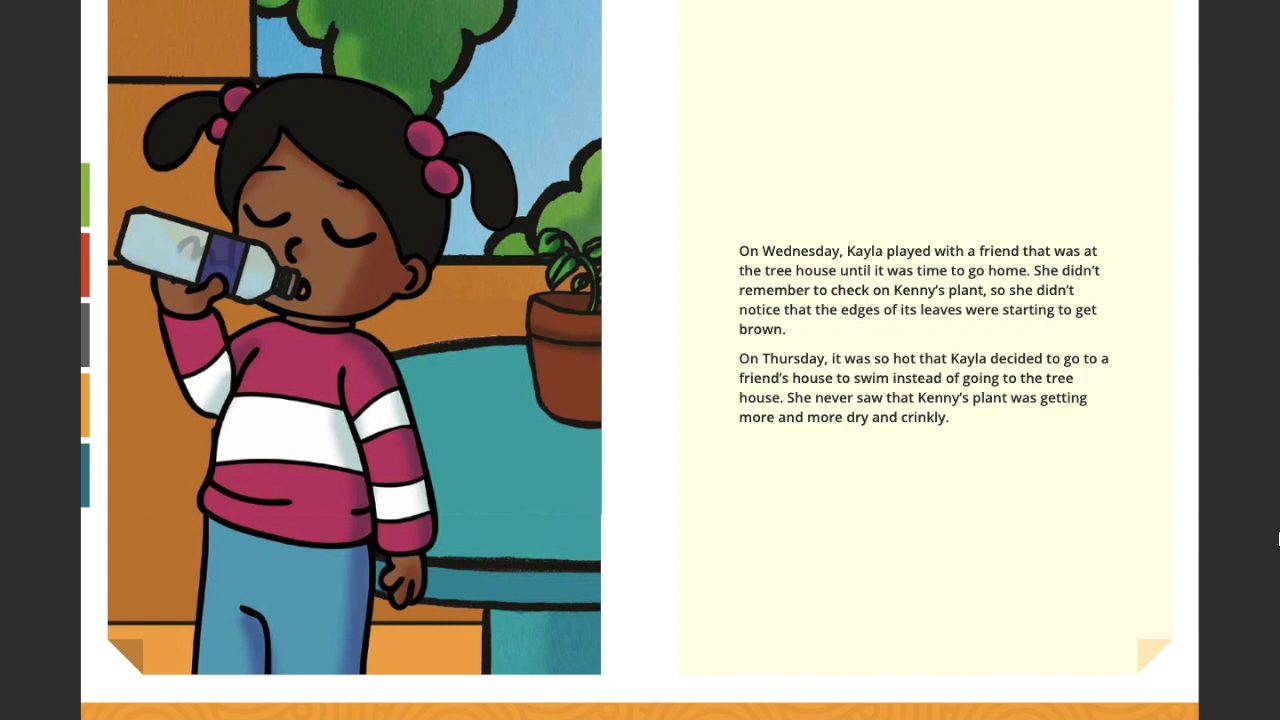 On Wednesday, Kayla played with a friend that was at
the tree house until it was time to go home. She didn’t
remember to check on Kenny’s plant, so she didn’t
notice that the edges of its leaves were starting to get
brown.
On Thursday, it was so hot that Kayla decided to go to a
friend’s house to swim instead of going to the tree
house. She never saw that Kenny’s plant was getting
more and more dry and crinkly.